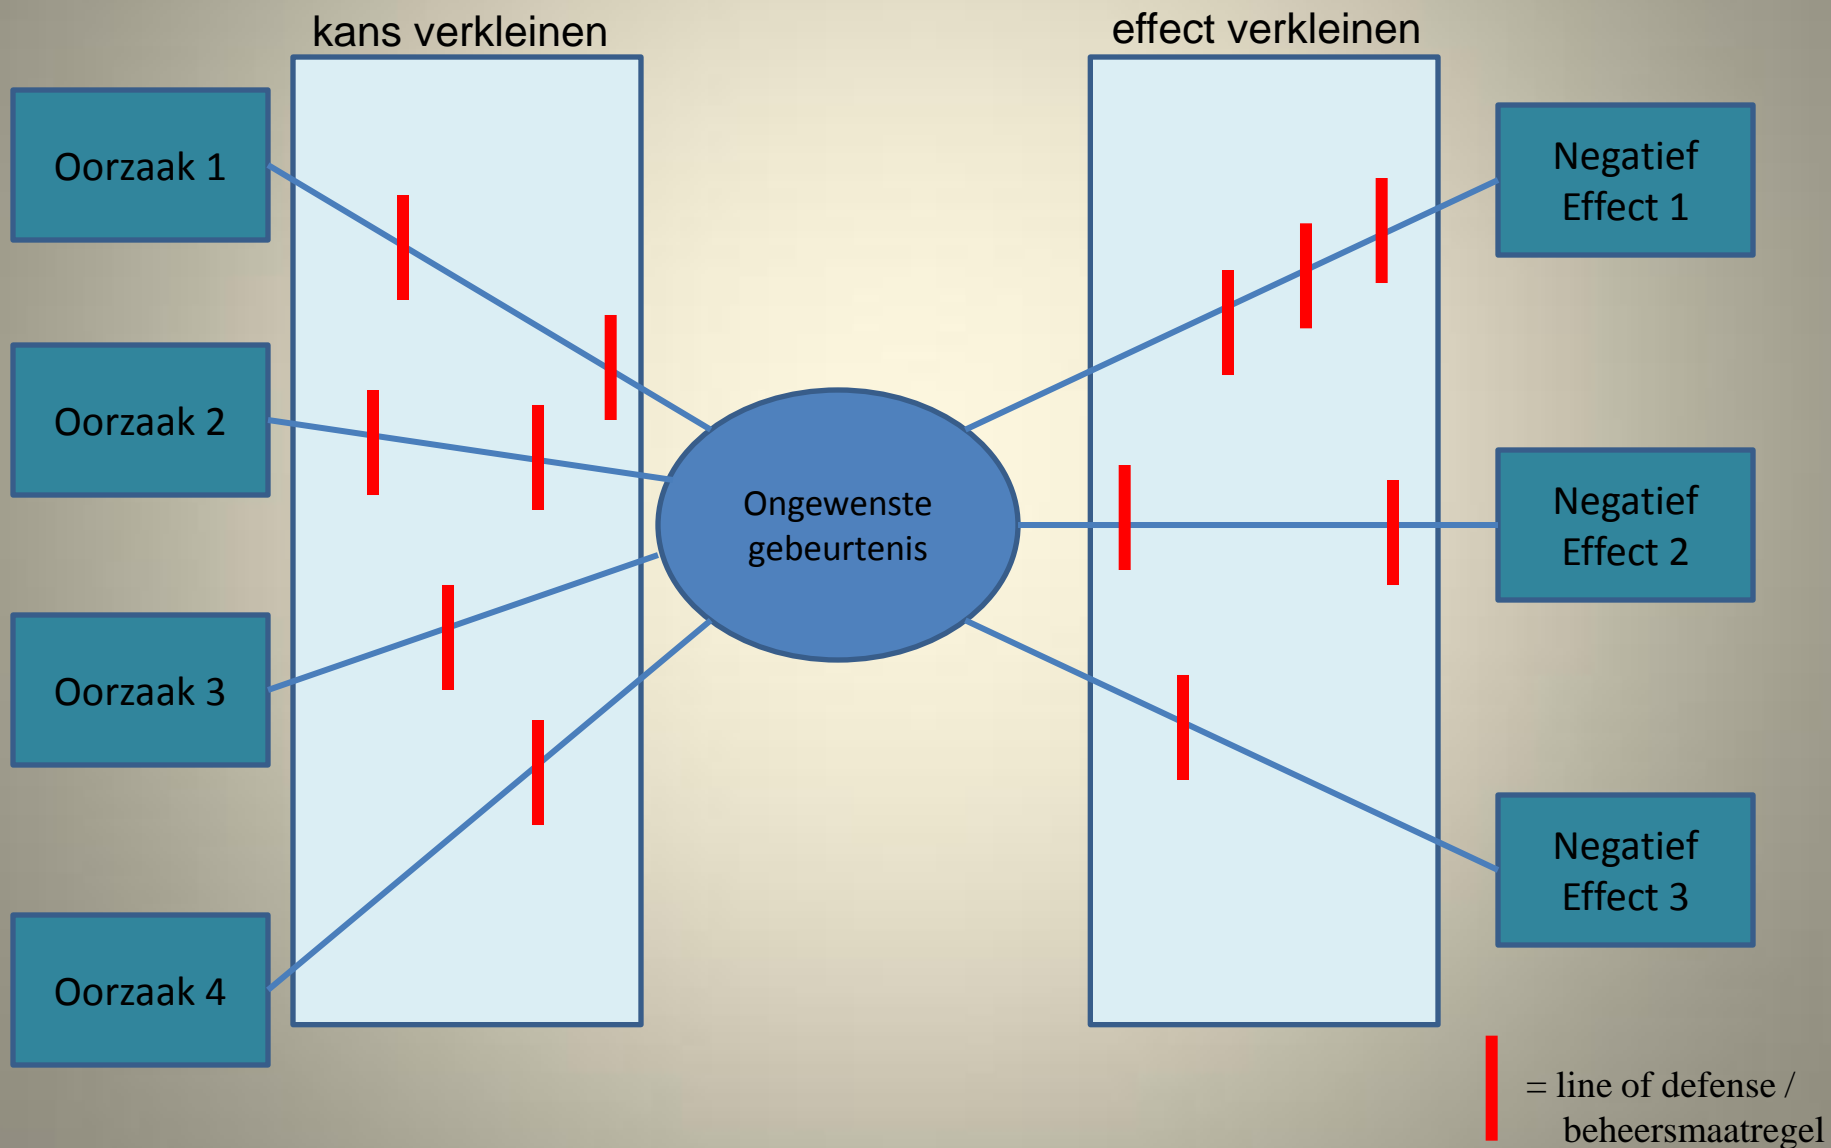 kans verkleinen
effect verkleinen
Oorzaak 1
Oorzaak 2
Oorzaak 3
Oorzaak 4
Ongewenste
gebeurtenis
Negatief
Effect 1
Negatief
Effect 2
Negatief
Effect 3
= line of defense /
beheersmaatregel